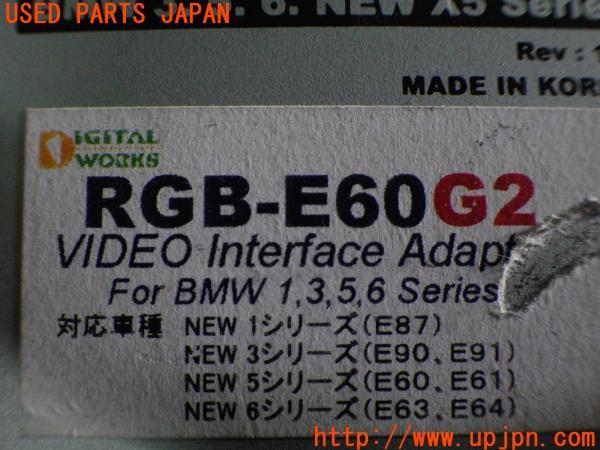 USED PARTS JAPAN
6. NEW X5 Serie
Rev : 1
MADE IN KOR
DIGITAL
WORKS
RGB-E60G2
VIDEO Interface Adapt
For BMW 1,3,5,6 Series
対応車種 NEW 1シリーズ(E87)
NEW 3シリーズ(E90、E91)
NEW 5シリーズ(E60、E61)
NEW 6シリーズ(E63、E64)
http://www.upjpn.com